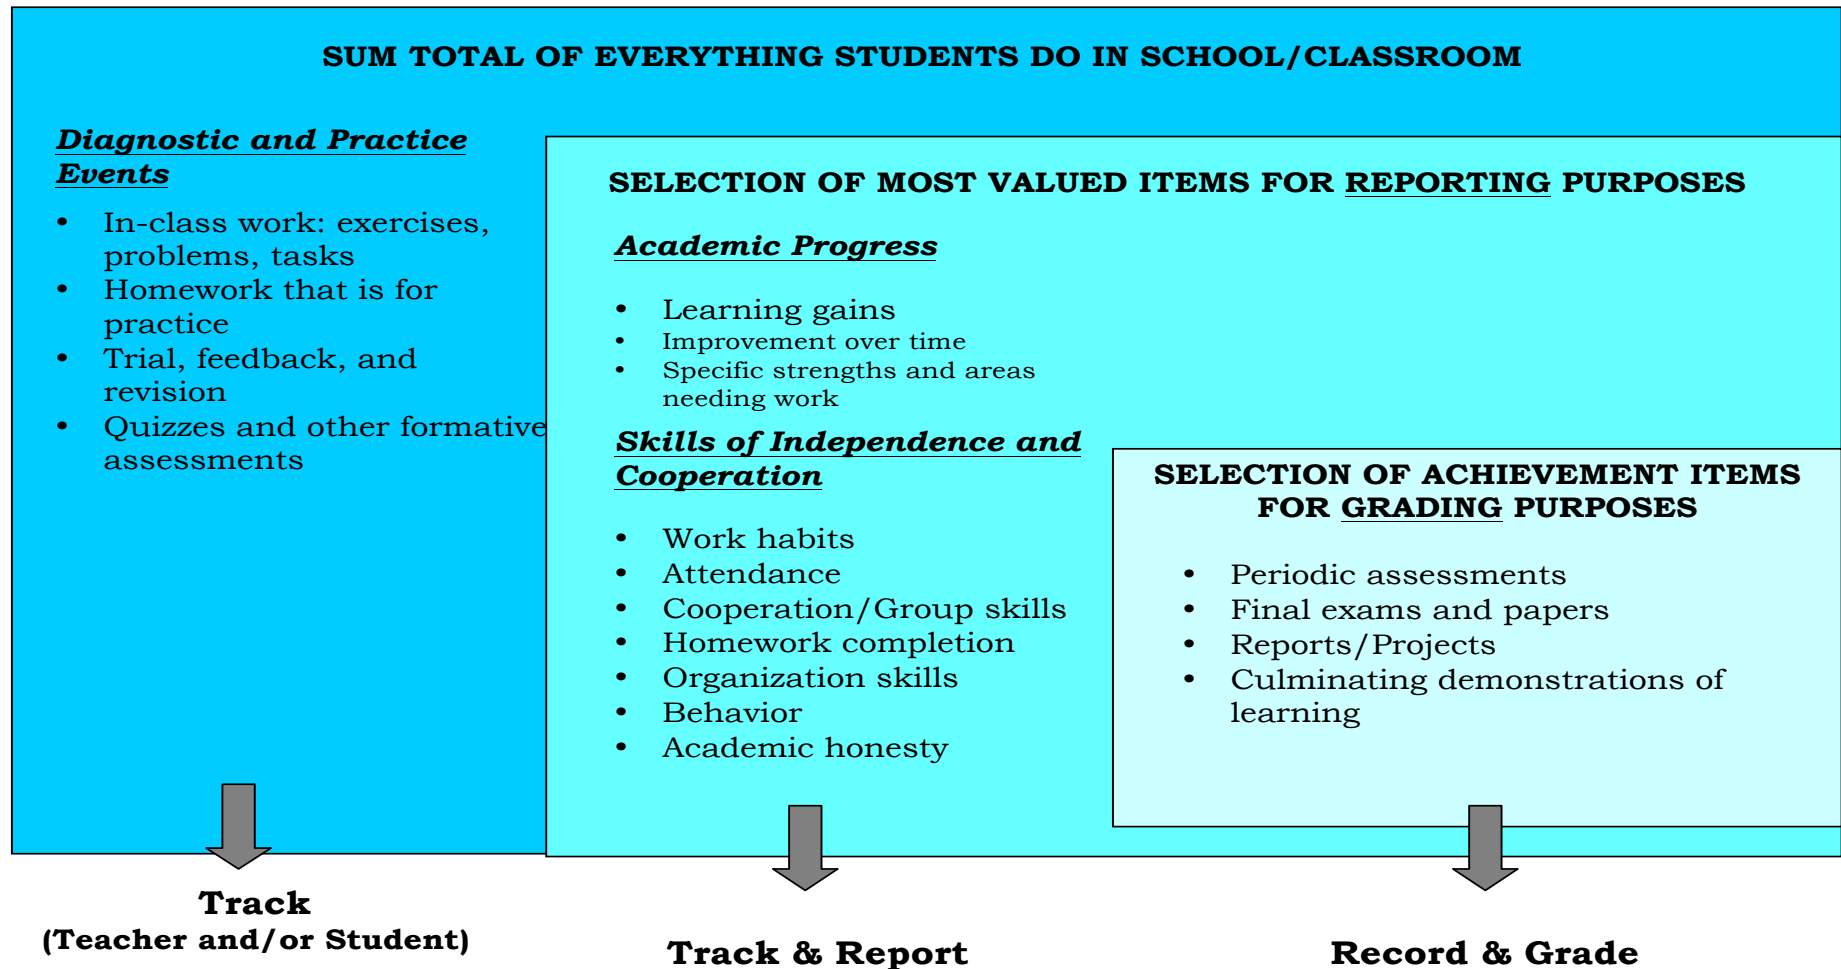 SUM TOTAL OF EVERYTHING STUDENTS DO IN SCHOOL/CLASSROOM
Diagnostic and Practice
Events
• In-class work: exercises,
problems, tasks
• Homework that is for
practice
• Trial, feedback, and
revision
• Quizzes and other formative
assessments
SELECTION OF MOST VALUED ITEMS FOR REPORTING PURPOSES
Academic Progress
• Learning gains
• Improvement over time
• Specific strengths and areas
needing work
Skills of Independence and
Cooperation
• Work habits
• Attendance
• Cooperation/Group skills
• Homework completion
• Organization skills
• Behavior
• Academic honesty
SELECTION OF ACHIEVEMENT ITEMS
FOR GRADING PURPOSES
• Periodic assessments
• Final exams and papers
• Reports/Projects
• Culminating demonstrations of
learning
Track
(Teacher and/or Student)
Track & Report
Record & Grade